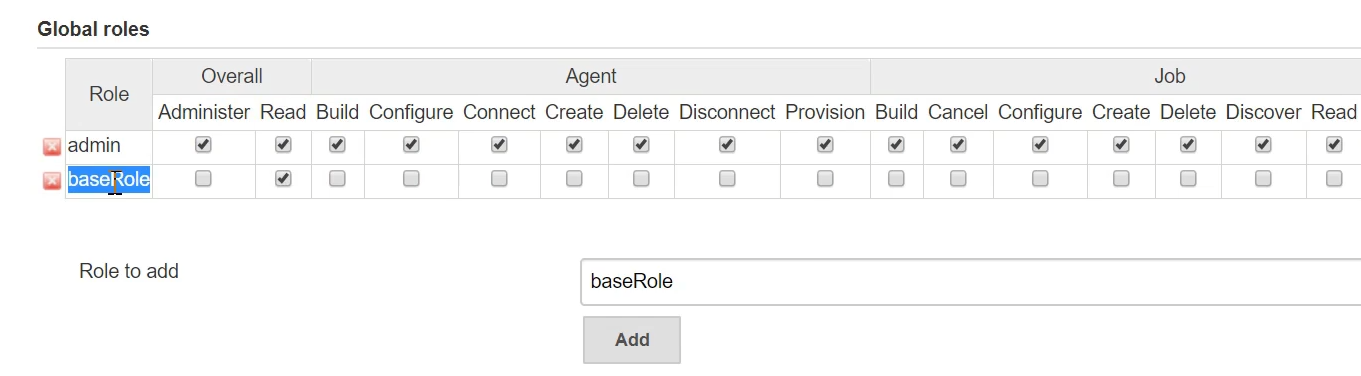 Global roles
Role Overall Agent Job
Administer Read Build Configure Connect Create Delete Disconnect Provision Build Cancel Configure Create Delete Discover Read
admin
baseRole
Role to add baseRole
Add